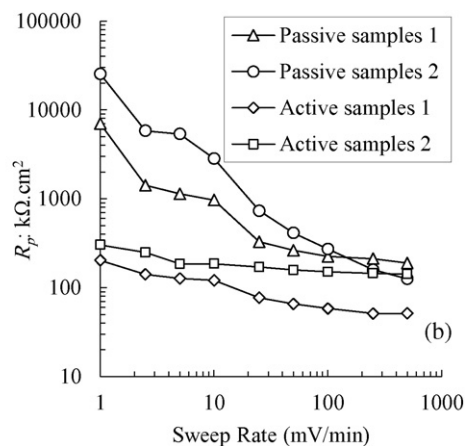 100000
10000
1000
100
10
Rp: kΩ.cm²
Passive samples 1
Passive samples 2
Active samples 1
Active samples 2
(b)
1 10 100 1000
Sweep Rate (mV/min)